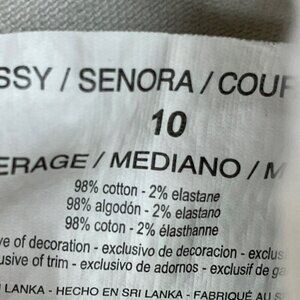 SSY / SENORA / COUR
10
ERAGE / MEDIANO / M
98% cotton - 2% elastane
98% algodón - 2% elastano
98% coton - 2% élasthanne
ve of decoration - exclusivo de decoracion - exclus
usive of trim - exclusivo de adornos - exclusif de ga
I LANKA - HECHO EN SRI LANKA - FABRIQUÉ AU S